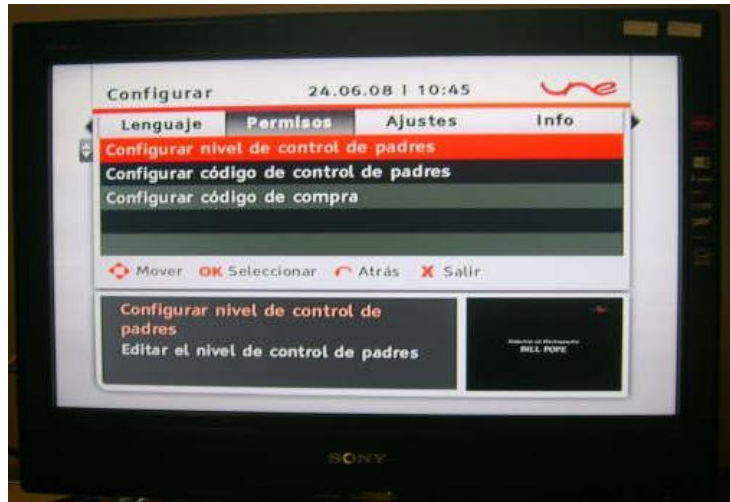 Configurar 24.06.08 | 10:45 une
Lenguaje Permisos Ajustes Info
Configurar nivel de control de padres
Configurar código de control de padres
Configurar código de compra
Mover OK Seleccionar Atrás X Salir
Configurar nivel de control de
padres
Editar el nivel de control de padres
BILL POPE
SONY